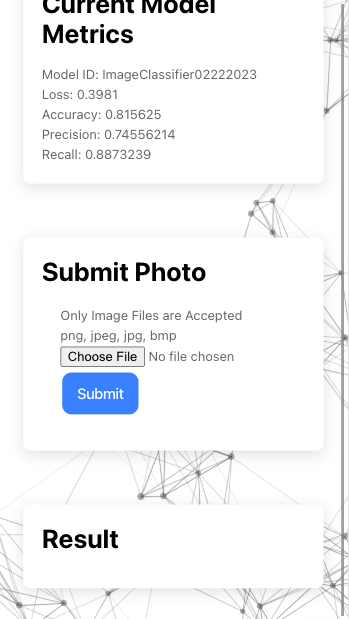 Current Model
Metrics
Model ID: ImageClassifier02222023
Loss: 0.3981
Accuracy: 0.815625
Precision: 0.74556214
Recall: 0.8873239
Submit Photo
Only Image Files are Accepted
png, jpeg, jpg, bmp
Choose File No file chosen
Submit
Result